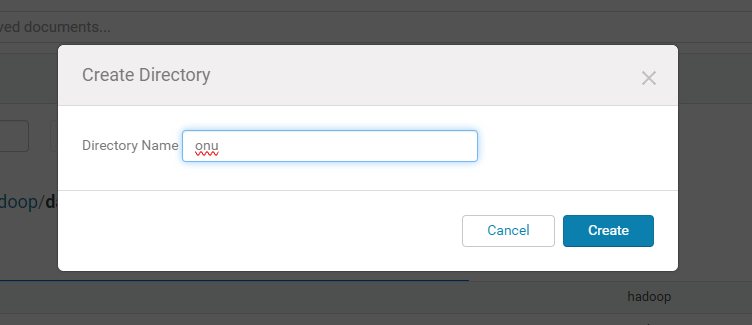 ved documents...
Create Directory
Directory Name onu
doop/d
Cancel Create
hadoop